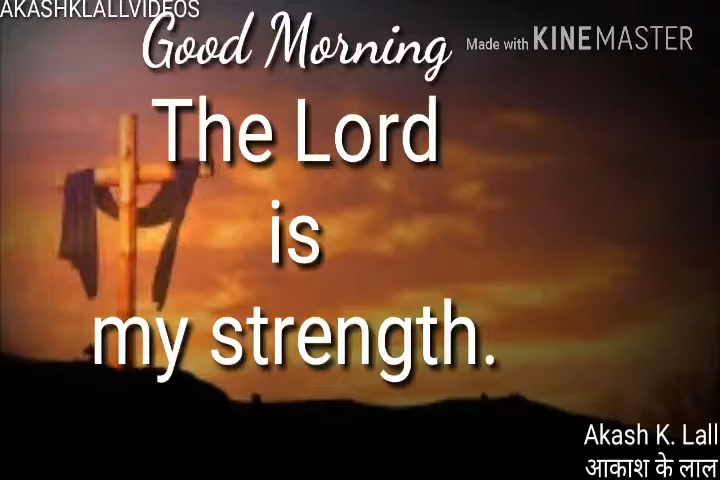 AKASHKLALLVIDEOS
Good Morning
Made with KINEMASTER
The Lord
is
my strength.
Akash K. Lall
आकाश के लाल